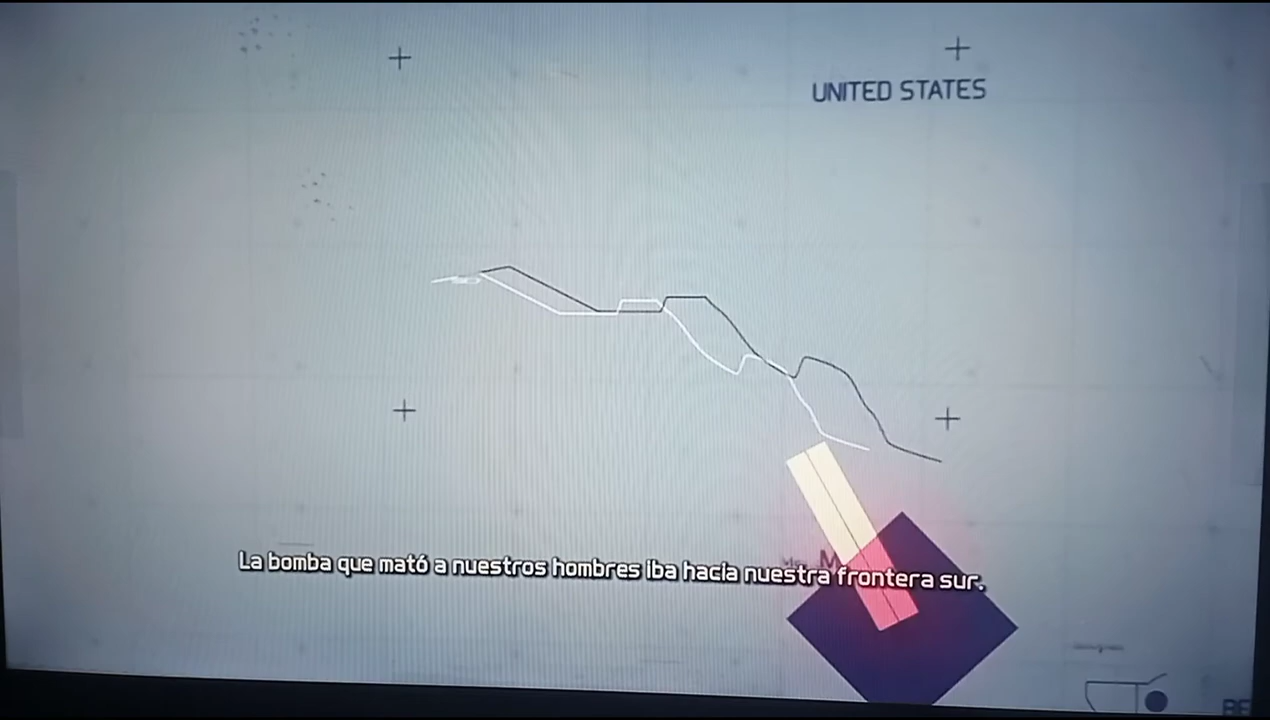 UNITED STATES
La bomba que mató a nuestros hombres iba hacia nuestra frontera sur.